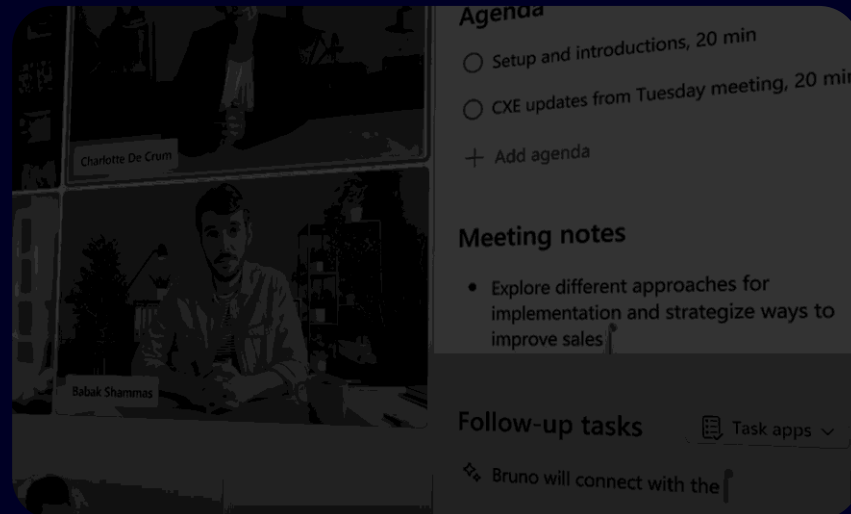 Charlotte De Crum
Babak Shammas
Agenda
Setup and introductions, 20 min
CXE updates from Tuesday meeting, 20 min
Add agenda
Meeting notes
Explore different approaches for
implementation and strategize ways to
improve sales
Follow-up tasks
Task apps
Bruno will connect with the